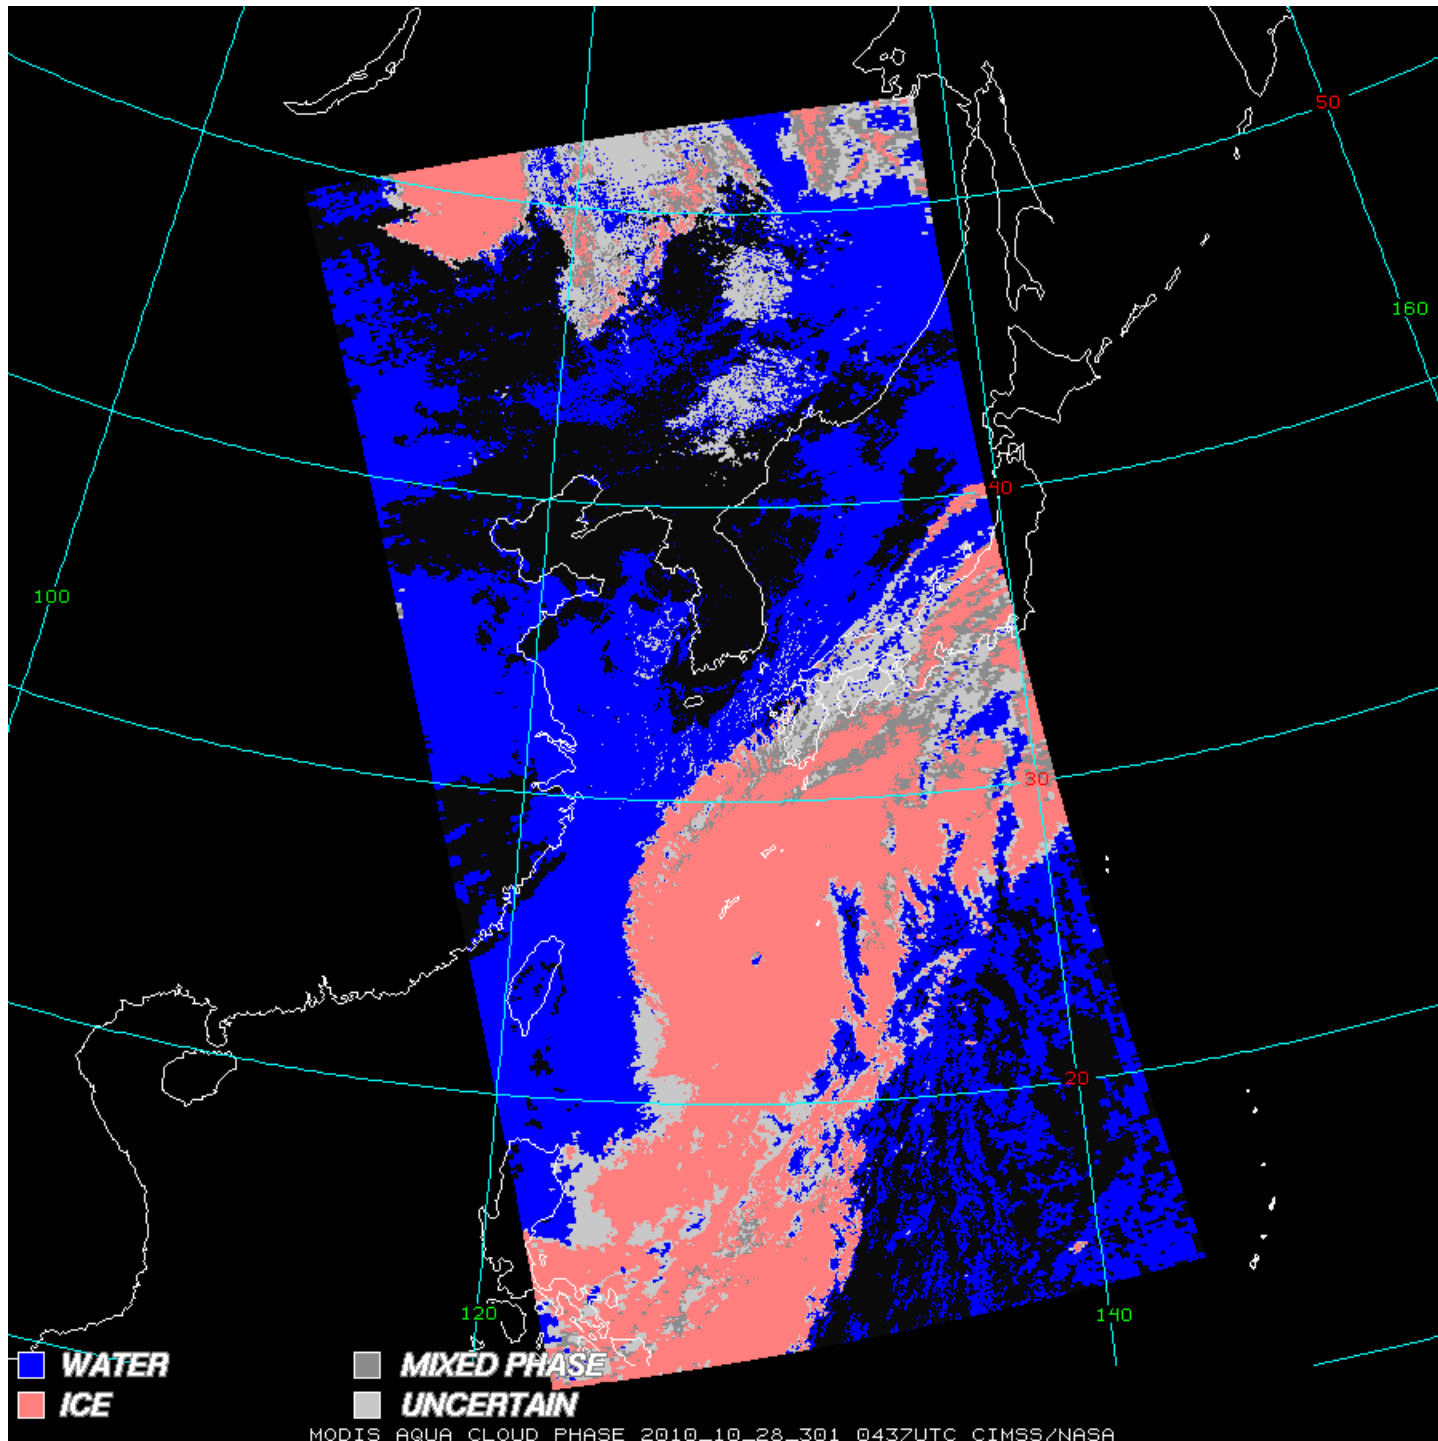 50
160
40
100
30
20
120
140
WATER
MIXED PHASE
ICE
UNCERTAIN
MODIS AQUA CLOUD PHASE 2010_10_28_301 0437UTC CIMSS/NASA